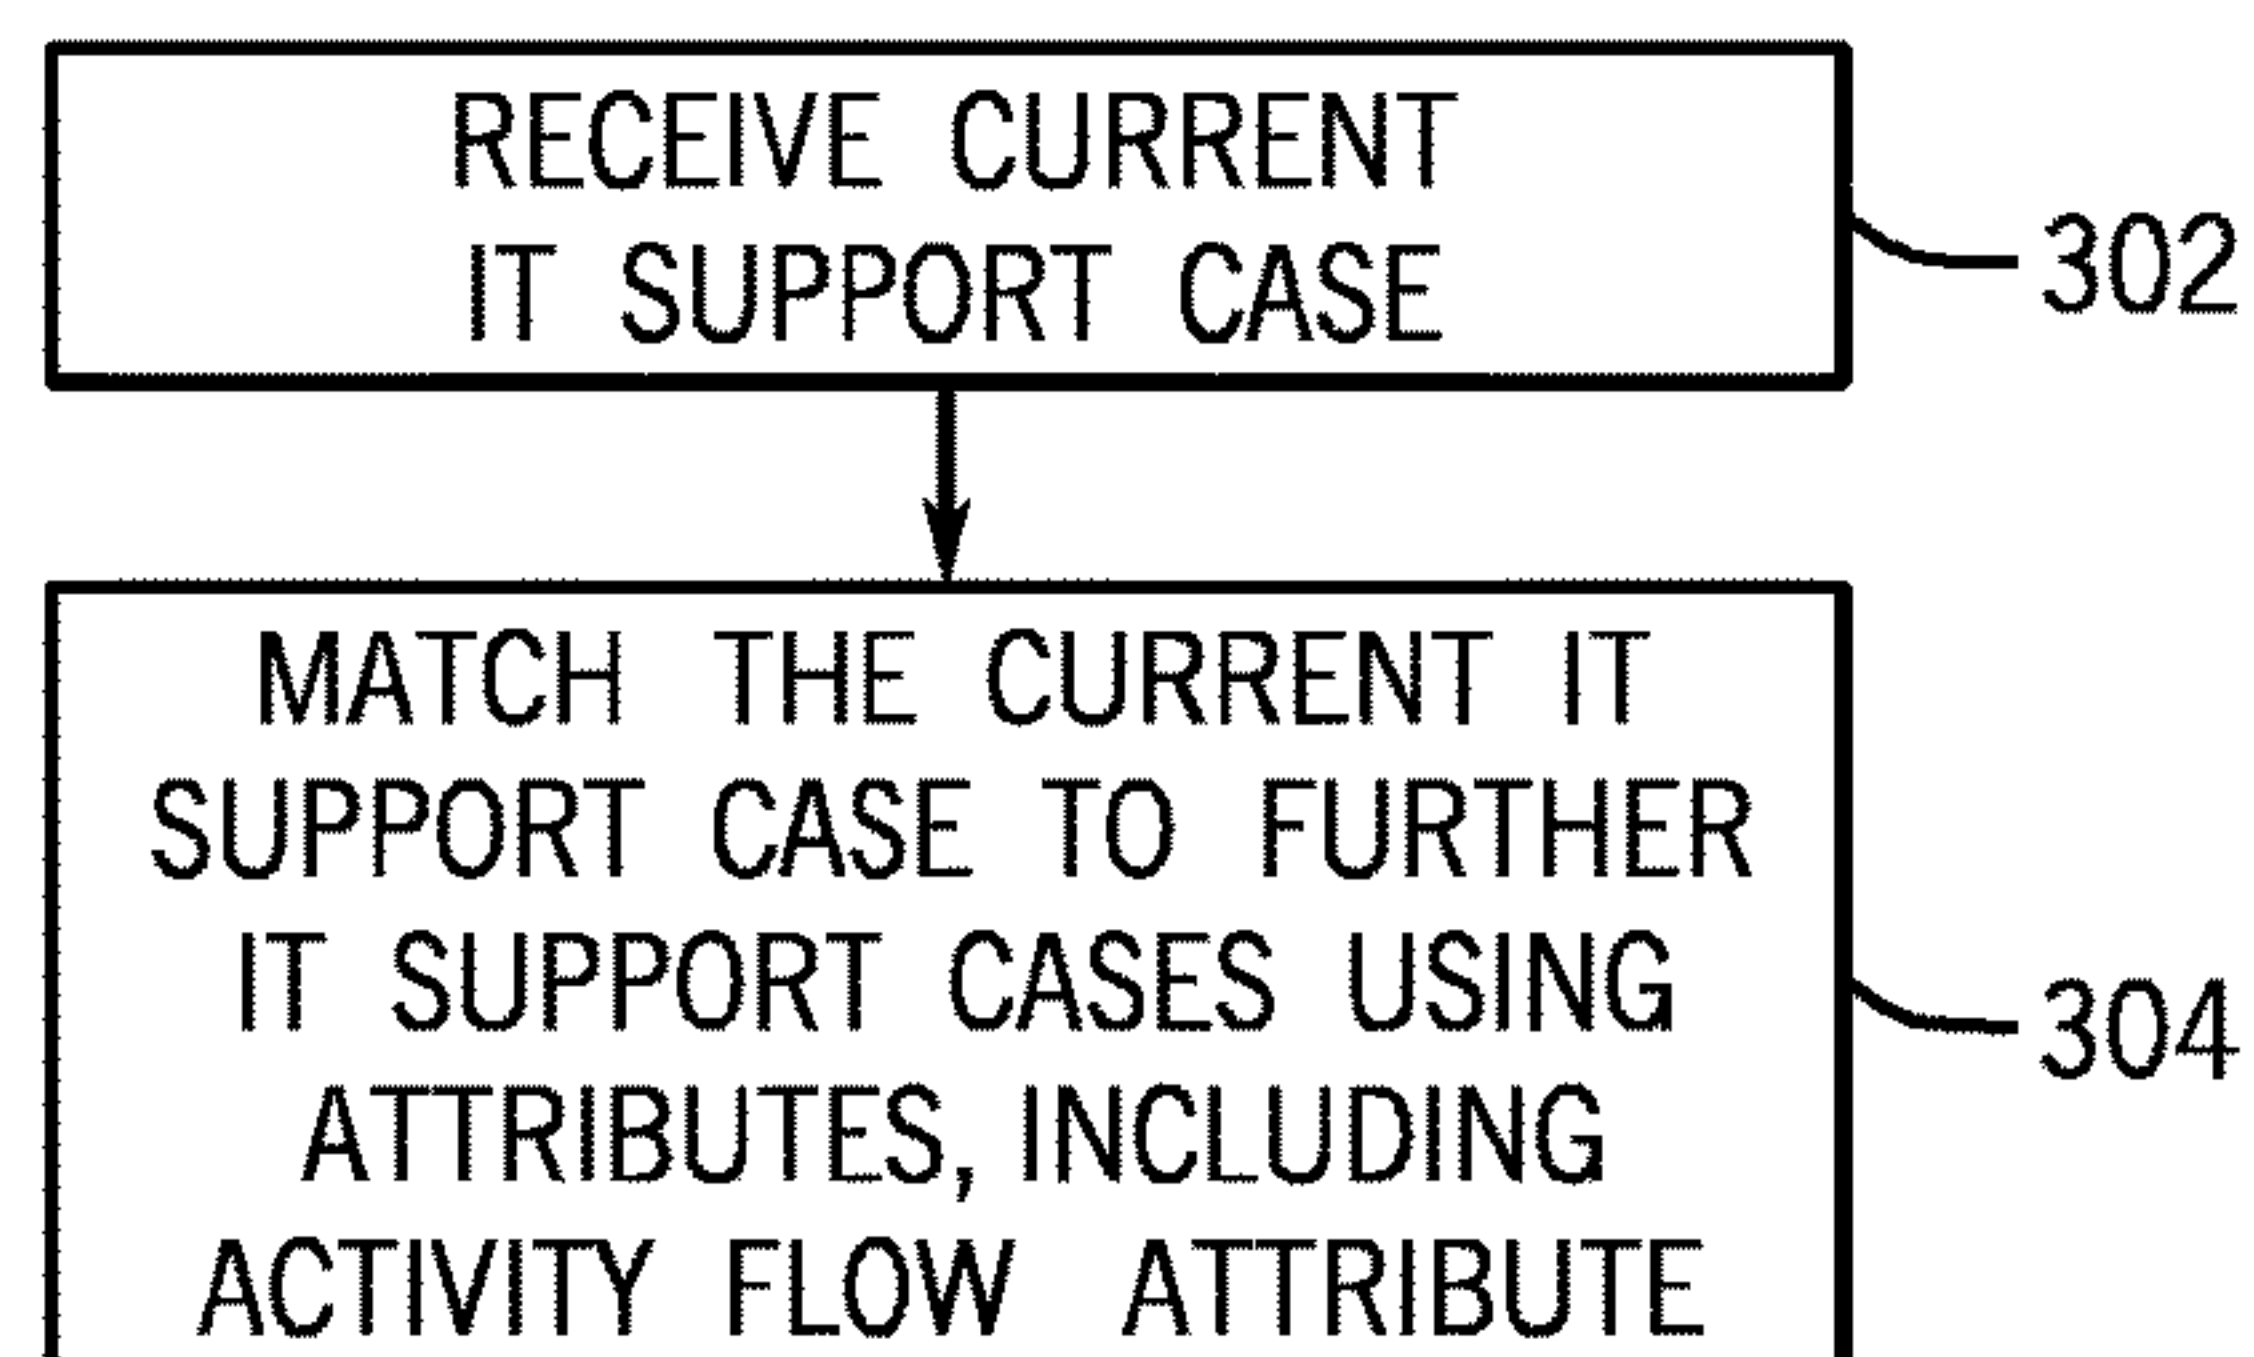 RECEIVE CURRENT
IT SUPPORT CASE
302
MATCH THE CURRENT IT
SUPPORT CASE TO FURTHER
IT SUPPORT CASES USING
ATTRIBUTES, INCLUDING
ACTIVITY FLOW ATTRIBUTE
304